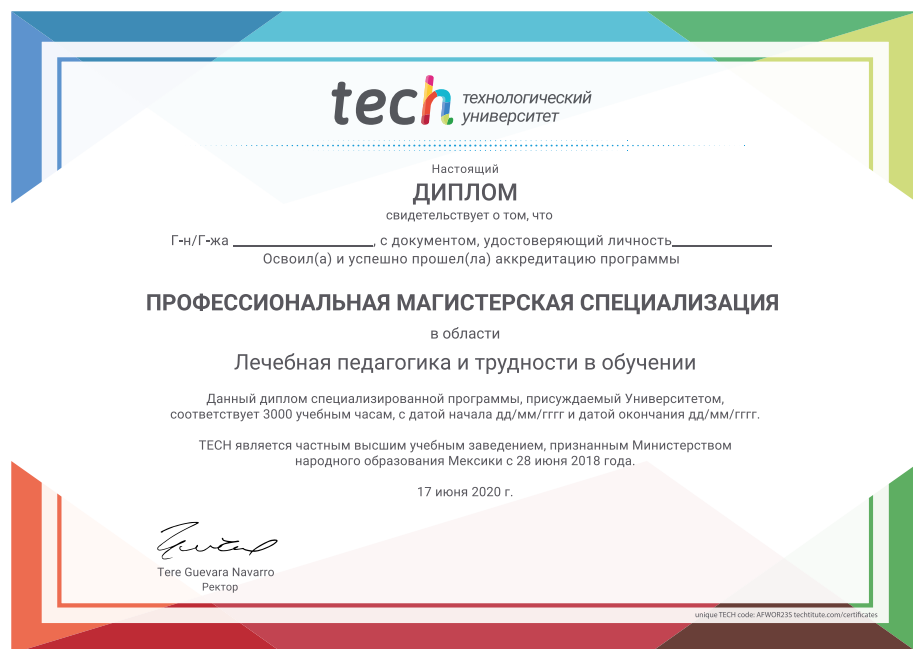 tech технологический
университет
Настоящий
ДИПЛОМ
свидетельствует о том, что
Г-н/Г-жа ____________________, с документом, удостоверяющий личность______________
Освоил(а) и успешно прошел(ла) аккредитацию программы
ПРОФЕССИОНАЛЬНАЯ МАГИСТЕРСКАЯ СПЕЦИАЛИЗАЦИЯ
в области
Лечебная педагогика и трудности в обучении
Данный диплом специализированной программы, присуждаемый Университетом,
соответствует 3000 учебным часам, с датой начала дд/мм/гггг и датой окончания дд/мм/гггг.
TECH является частным высшим учебным заведением, признанным Министерством
народного образования Мексики с 28 июня 2018 года.
17 июня 2020 г.
Tere Guevara Navarro
Ректор
unique TECH code: AFWOR23S techtitute.com/certificates